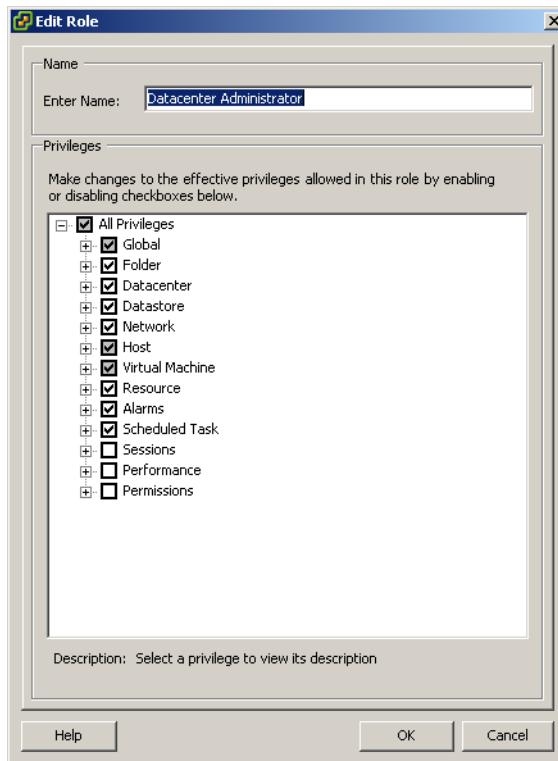 Edit Role
Name
Enter Name: Datacenter Administrator
Privileges
Make changes to the effective privileges allowed in this role by enabling
or disabling checkboxes below.
All Privileges
Global
Folder
Datacenter
Datastore
Network
Host
Virtual Machine
Resource
Alarms
Scheduled Task
Sessions
Performance
Permissions
Description: Select a privilege to view its description
Help OK Cancel